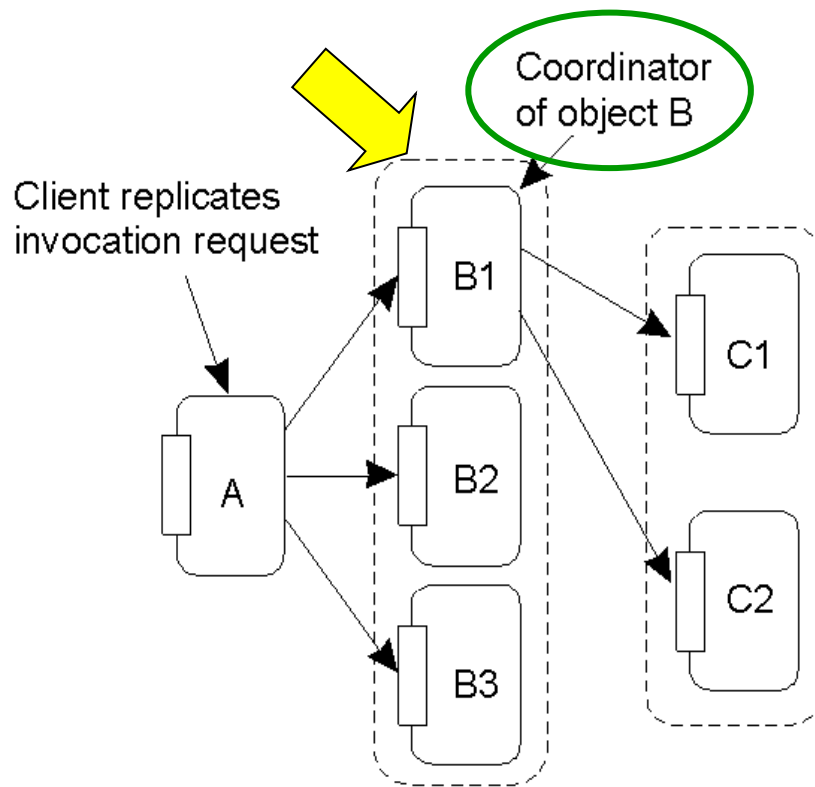 Coordinator
of object B
Client replicates
invocation request
B1
C1
A
B2
C2
B3